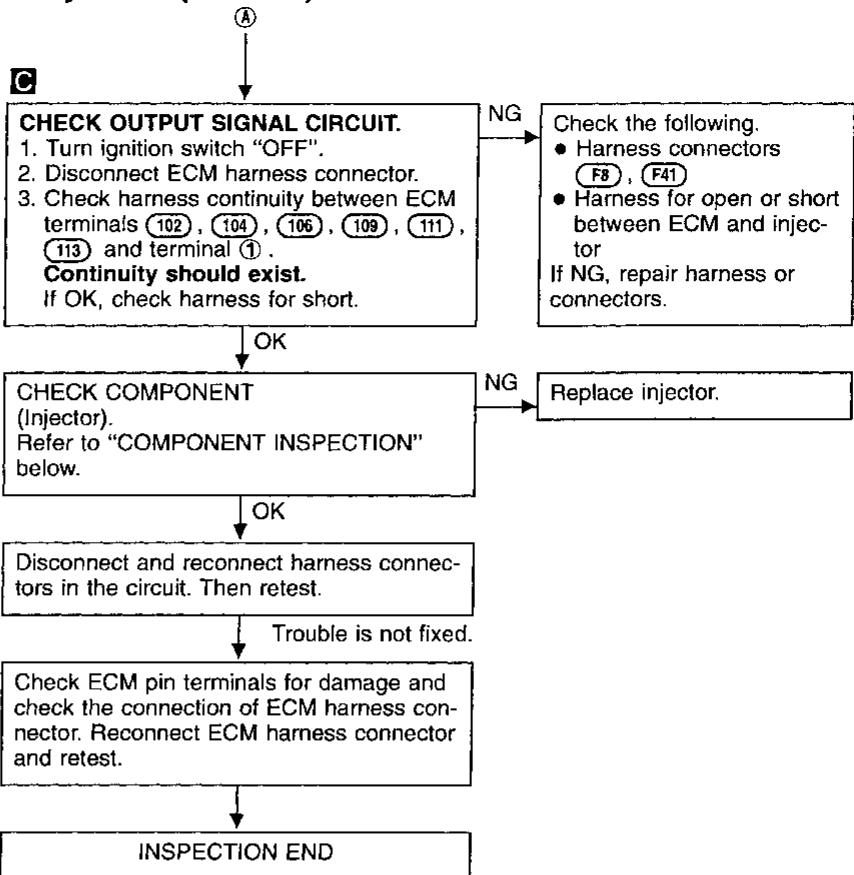 Ⓐ
C
CHECK OUTPUT SIGNAL CIRCUIT.
1. Turn ignition switch “OFF”.
2. Disconnect ECM harness connector.
3. Check harness continuity between ECM
terminals (102), (104), (106), (109), (111),
(113) and terminal ①.
Continuity should exist.
If OK, check harness for short.
NG
Check the following.
● Harness connectors
(F8), (F41)
● Harness for open or short
between ECM and injec-
tor
If NG, repair harness or
connectors.
OK
CHECK COMPONENT
(Injector).
Refer to “COMPONENT INSPECTION”
below.
NG
Replace injector.
OK
Disconnect and reconnect harness connec-
tors in the circuit. Then retest.
Trouble is not fixed.
Check ECM pin terminals for damage and
check the connection of ECM harness con-
nector. Reconnect ECM harness connector
and retest.
INSPECTION END